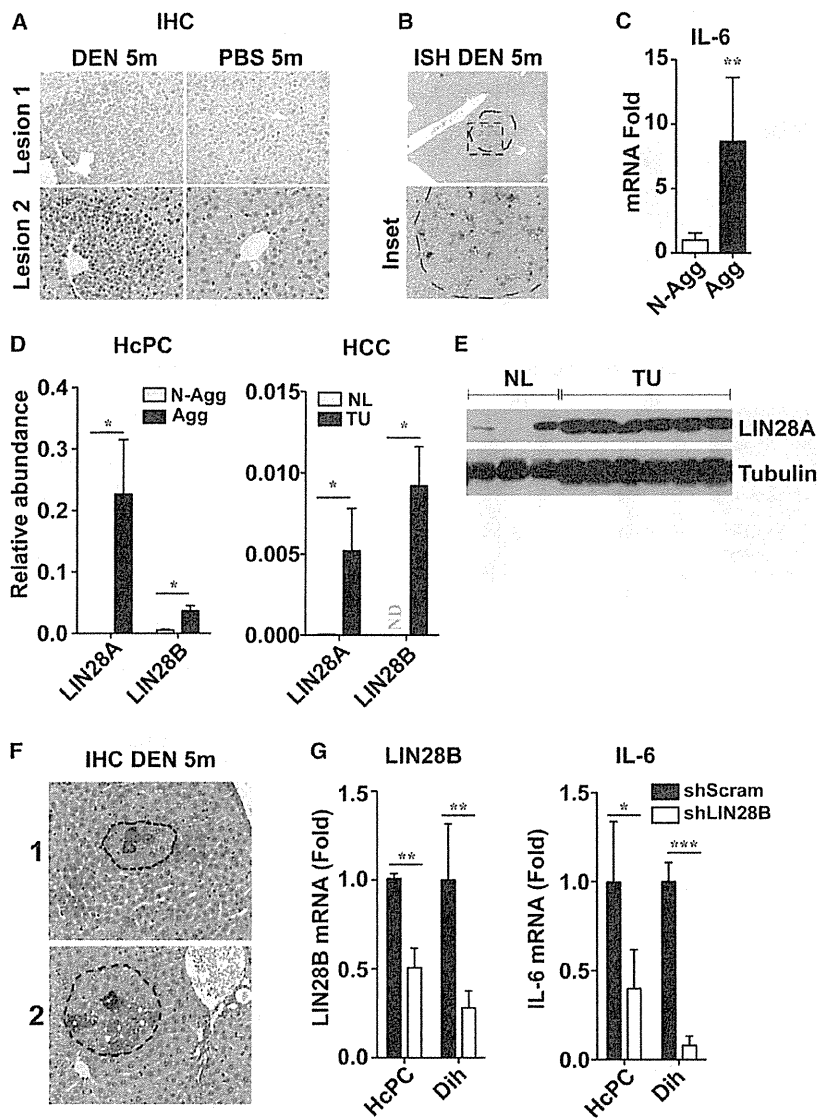 A
IHC
DEN 5m
PBS 5m
Lesion 1
Lesion 2
B
ISH DEN 5m
Inset
C
IL-6
mRNA Fold
15
10
5
0
**
N-Agg
Agg
D
HcPC
Relative abundance
0.4
0.3
0.2
0.1
0.0
N-Agg
Agg
*
*
LIN28A
LIN28B
HCC
0.015
0.010
0.005
0.000
NL
TU
*
*
ND
LIN28A
LIN28B
E
NL
TU
LIN28A
Tubulin
F
IHC DEN 5m
1
2
G
LIN28B
LIN28B mRNA (Fold)
1.5
1.0
0.5
0.0
**
**
HcPC
Dih
IL-6
IL-6 mRNA (Fold)
1.5
1.0
0.5
0.0
shScram
shLIN28B
*
***
HcPC
Dih